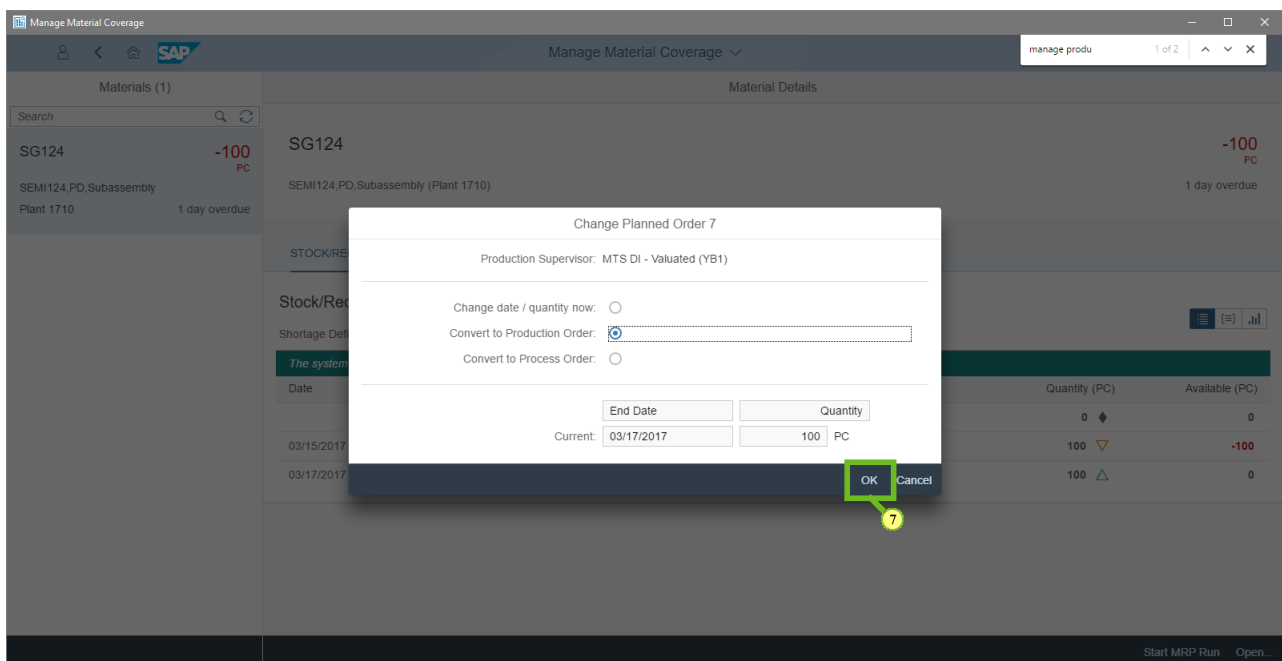 Manage Material Coverage
SAP
Manage Material Coverage
manage produ 1 of 2
Materials (1)
Material Details
Search
SG124 -100
PC
SEMI124,PD,Subassembly
Plant 1710 1 day overdue
SG124 -100
PC
SEMI124,PD,Subassembly (Plant 1710) 1 day overdue
Change Planned Order 7
STOCK/RE
Production Supervisor: MTS DI - Valuated (YB1)
Stock/Rec
Change date / quantity now:
Shortage Defi
Convert to Production Order:
Convert to Process Order:
The system
Date Quantity (PC) Available (PC)
End Date Quantity
0 0
Current: 03/17/2017 100 PC
03/15/2017 100 -100
03/17/2017 100 0
OK Cancel
7
Start MRP Run Open...